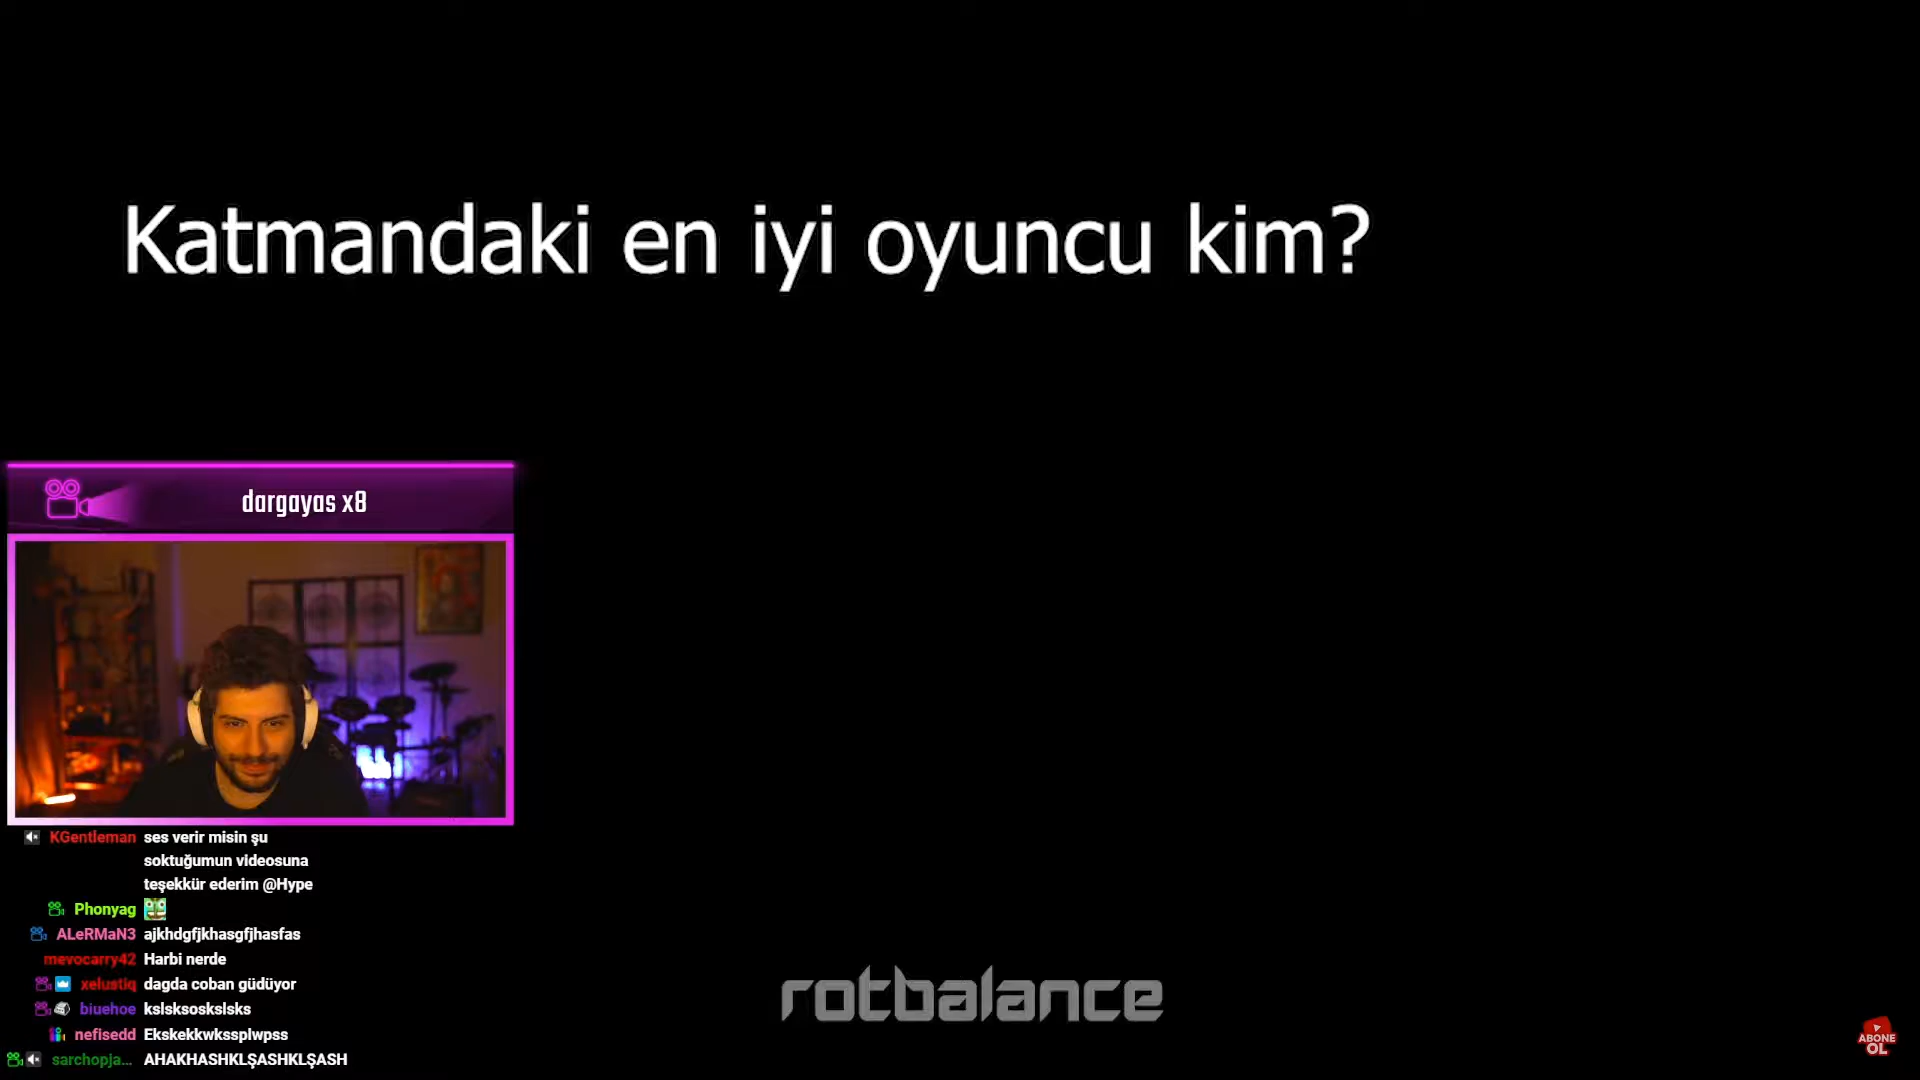 Katmandaki en iyi oyuncu kim?
dargayas x8
KGentleman ses verir misin şu
soktuğumun videosuna
teşekkür ederim @Hype
Phonyag
ALeRMaN3 ajkhdgfjkhasgfjhasfas
mevocarry42 Harbi nerde
xelustiq dagda coban güdüyor
biuehoe kslsksoskslsks
nefisedd Ekskekkwkssplwpss
sarchopja... AHAKHASHKLŞASHKLŞASH
rotbalance
ABONE
OL